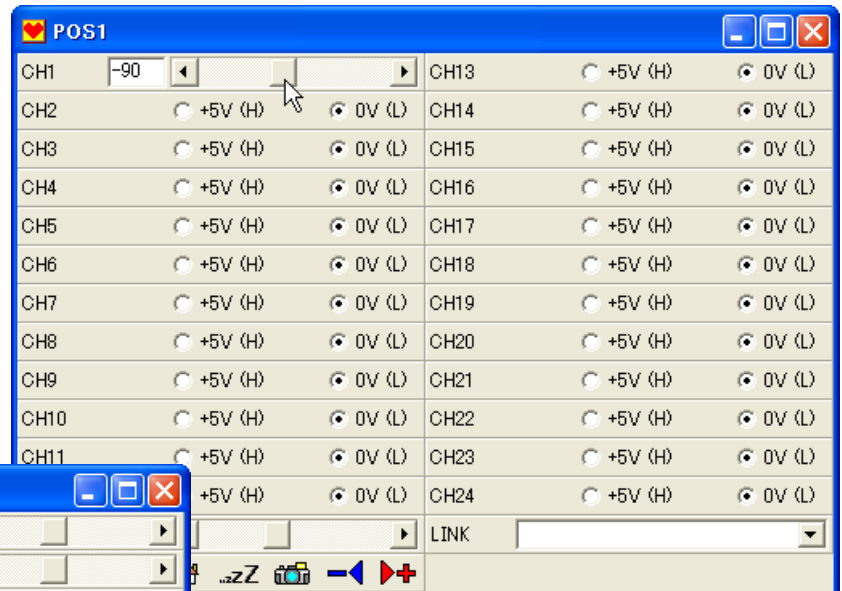 POS1
CH1 -90 CH13 +5V (H) 0V (L)
CH2 +5V (H) 0V (L) CH14 +5V (H) 0V (L)
CH3 +5V (H) 0V (L) CH15 +5V (H) 0V (L)
CH4 +5V (H) 0V (L) CH16 +5V (H) 0V (L)
CH5 +5V (H) 0V (L) CH17 +5V (H) 0V (L)
CH6 +5V (H) 0V (L) CH18 +5V (H) 0V (L)
CH7 +5V (H) 0V (L) CH19 +5V (H) 0V (L)
CH8 +5V (H) 0V (L) CH20 +5V (H) 0V (L)
CH9 +5V (H) 0V (L) CH21 +5V (H) 0V (L)
CH10 +5V (H) 0V (L) CH22 +5V (H) 0V (L)
CH11 +5V (H) 0V (L) CH23 +5V (H) 0V (L)
+5V (H) 0V (L) CH24 +5V (H) 0V (L)
LINK
..zzZ